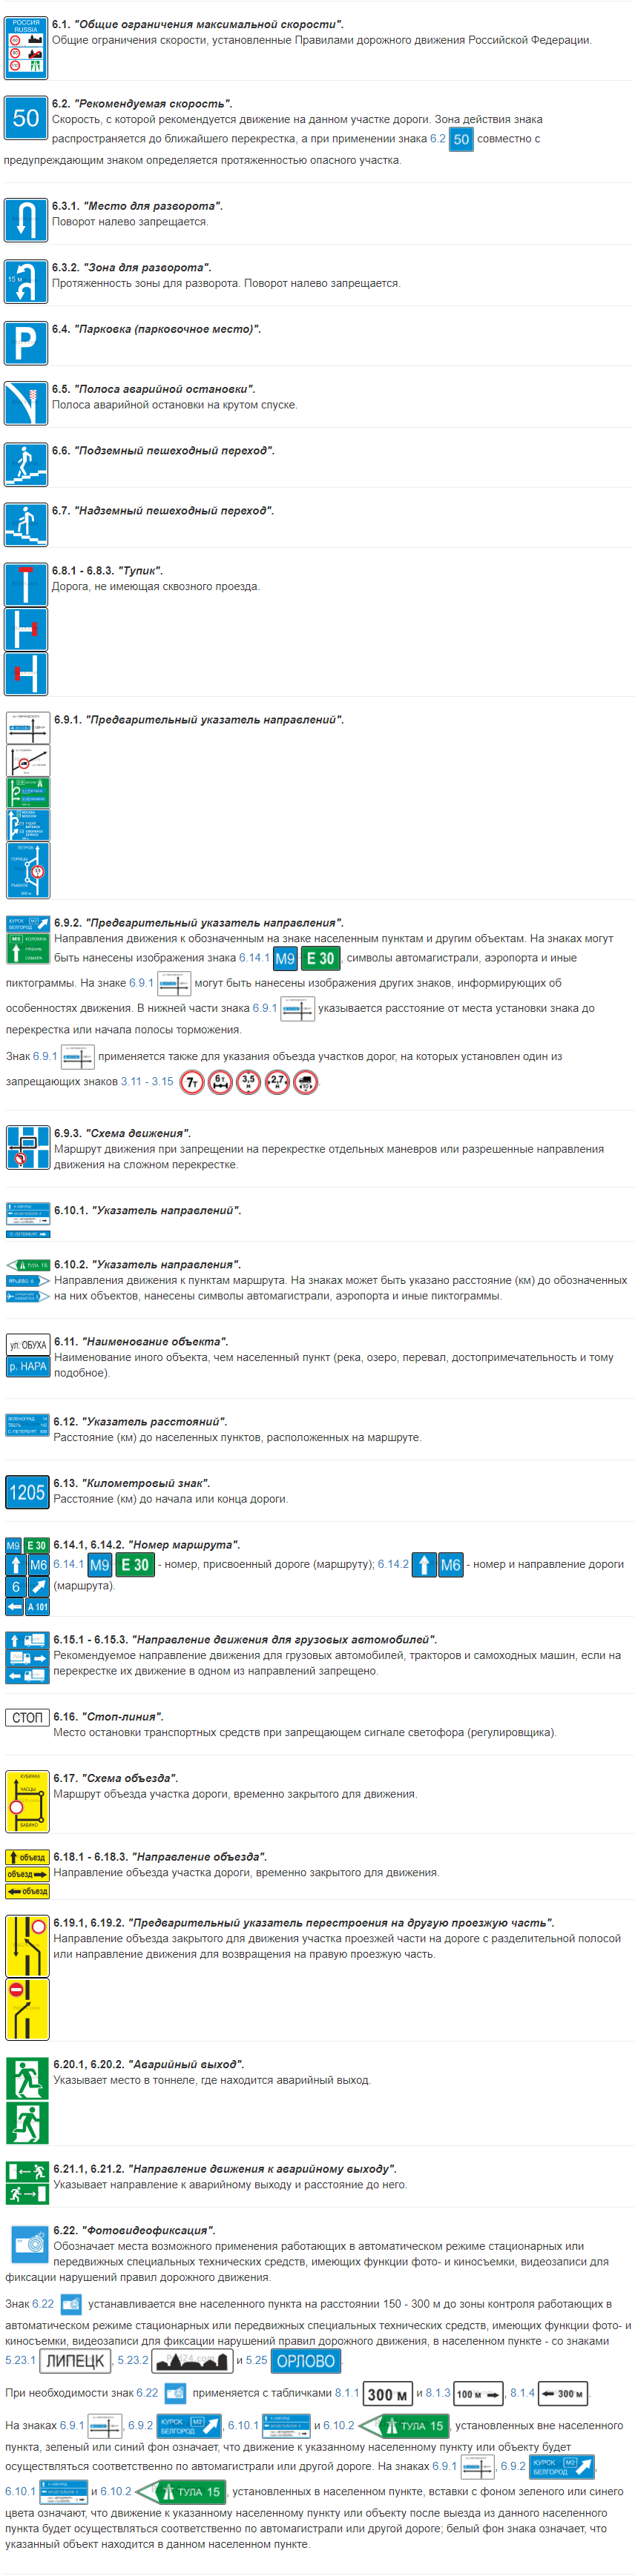 РОССИЯ
RUSSIA
6.1. "Общие ограничения максимальной скорости".
Общие ограничения скорости, установленные Правилами дорожного движения Российской Федерации.
50
6.2. "Рекомендуемая скорость".
Скорость, с которой рекомендуется движение на данном участке дороги. Зона действия знака
распространяется до ближайшего перекрестка, а при применении знака 6.2 50 совместно с
предупреждающим знаком определяется протяженностью опасного участка.
6.3.1. "Место для разворота".
Поворот налево запрещается.
15 м
6.3.2. "Зона для разворота".
Протяженность зоны для разворота. Поворот налево запрещается.
P
6.4. "Парковка (парковочное место)".
6.5. "Полоса аварийной остановки".
Полоса аварийной остановки на крутом спуске.
6.6. "Подземный пешеходный переход".
6.7. "Надземный пешеходный переход".
6.8.1 - 6.8.3. "Тупик".
Дорога, не имеющая сквозного проезда.
6.9.1. "Предварительный указатель направлений".
КУРСК М2
БЕЛГОРОД
М5 КОЛОМНА
РЯЗАНЬ
САМАРА
6.9.2. "Предварительный указатель направления".
Направления движения к обозначенным на знаке населенным пунктам и другим объектам. На знаках могут
быть нанесены изображения знака 6.14.1 М9 E 30, символы автомагистрали, аэропорта и иные
пиктограммы. На знаке 6.9.1 могут быть нанесены изображения других знаков, информирующих об
особенностях движения. В нижней части знака 6.9.1 указывается расстояние от места установки знака до
перекрестка или начала полосы торможения.
Знак 6.9.1 применяется также для указания объезда участков дорог, на которых установлен один из
запрещающих знаков 3.11 - 3.15 7т 6т 3,5 м 2,7 м 10 м.
6.9.3. "Схема движения".
Маршрут движения при запрещении на перекрестке отдельных маневров или разрешенные направления
движения на сложном перекрестке.
6.10.1. "Указатель направлений".
ТУЛА 15
6.10.2. "Указатель направления".
Направления движения к пунктам маршрута. На знаках может быть указано расстояние (км) до обозначенных
на них объектов, нанесены символы автомагистрали, аэропорта и иные пиктограммы.
ул. ОБУХА
р. НАРА
6.11. "Наименование объекта".
Наименование иного объекта, чем населенный пункт (река, озеро, перевал, достопримечательность и тому
подобное).
6.12. "Указатель расстояний".
Расстояние (км) до населенных пунктов, расположенных на маршруте.
1205
6.13. "Километровый знак".
Расстояние (км) до начала или конца дороги.
М9 E 30
М6
6
А 101
6.14.1, 6.14.2. "Номер маршрута".
6.14.1 М9 E 30 - номер, присвоенный дороге (маршруту); 6.14.2 М6 - номер и направление дороги
(маршрута).
6.15.1 - 6.15.3. "Направление движения для грузовых автомобилей".
Рекомендуемое направление движения для грузовых автомобилей, тракторов и самоходных машин, если на
перекрестке их движение в одном из направлений запрещено.
СТОП
6.16. "Стоп-линия".
Место остановки транспортных средств при запрещающем сигнале светофора (регулировщика).
КУБИНКА
ЧАСЦЫ
БАБИНО
6.17. "Схема объезда".
Маршрут объезда участка дороги, временно закрытого для движения.
объезд
объезд
объезд
6.18.1 - 6.18.3. "Направление объезда".
Направление объезда участка дороги, временно закрытого для движения.
6.19.1, 6.19.2. "Предварительный указатель перестроения на другую проезжую часть".
Направление объезда закрытого для движения участка проезжей части на дороге с разделительной полосой
или направление движения для возвращения на правую проезжую часть.
6.20.1, 6.20.2. "Аварийный выход".
Указывает место в тоннеле, где находится аварийный выход.
6.21.1, 6.21.2. "Направление движения к аварийному выходу".
Указывает направление к аварийному выходу и расстояние до него.
6.22. "Фотовидеофиксация".
Обозначает места возможного применения работающих в автоматическом режиме стационарных или
передвижных специальных технических средств, имеющих функции фото- и киносъемки, видеозаписи для
фиксации нарушений правил дорожного движения.
Знак 6.22 устанавливается вне населенного пункта на расстоянии 150 - 300 м до зоны контроля работающих в
автоматическом режиме стационарных или передвижных специальных технических средств, имеющих функции фото- и
киносъемки, видеозаписи для фиксации нарушений правил дорожного движения, в населенном пункте - со знаками
5.23.1 ЛИПЕЦК, 5.23.2 и 5.25 ОРЛОВО.
При необходимости знак 6.22 применяется с табличками 8.1.1 300 м и 8.1.3 100 м, 8.1.4 300 м.
На знаках 6.9.1, 6.9.2 КУРСК М2 БЕЛГОРОД, 6.10.1 и 6.10.2 ТУЛА 15, установленных вне населенного
пункта, зеленый или синий фон означает, что движение к указанному населенному пункту или объекту будет
осуществляться соответственно по автомагистрали или другой дороге. На знаках 6.9.1, 6.9.2 КУРСК М2 БЕЛГОРОД,
6.10.1 и 6.10.2 ТУЛА 15, установленных в населенном пункте, вставки с фоном зеленого или синего
цвета означают, что движение к указанному населенному пункту или объекту после выезда из данного населенного
пункта будет осуществляться соответственно по автомагистрали или другой дороге; белый фон знака означает, что
указанный объект находится в данном населенном пункте.